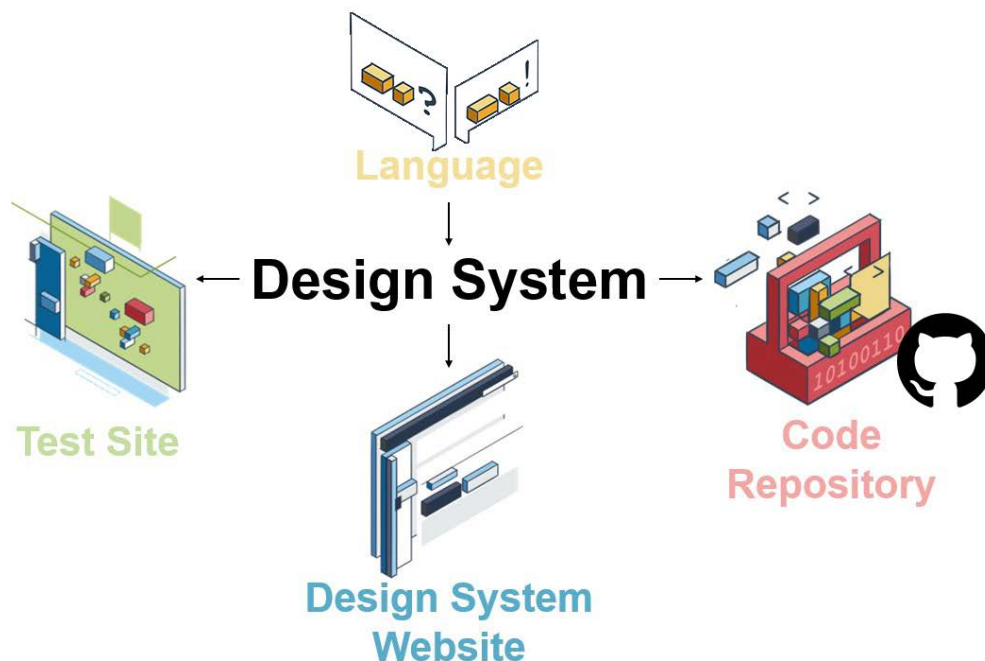 ? !
Language
< >
Design System
< >
10100110
Test Site
Code
Repository
Design System
Website